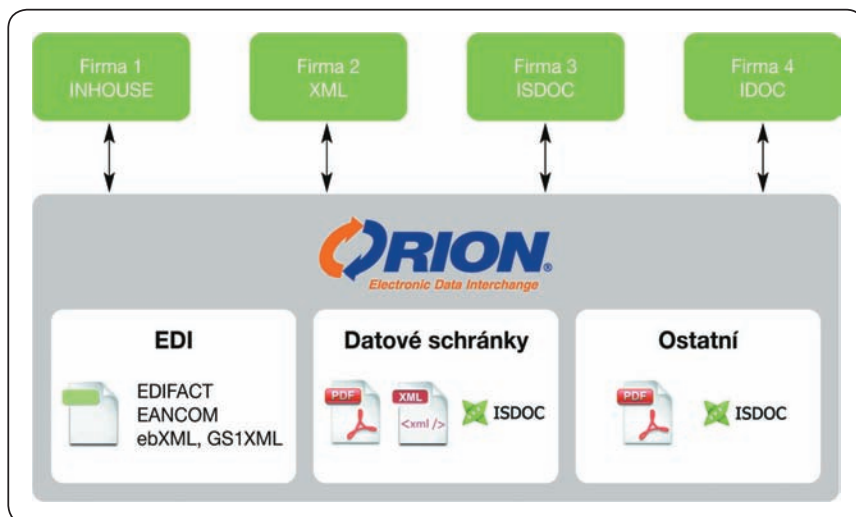 Firma 1
INHOUSE
Firma 2
XML
Firma 3
ISDOC
Firma 4
IDOC
ORION®
Electronic Data Interchange
EDI
EDIFACT
EANCOM
ebXML, GS1XML
Datové schránky
PDF
XML
<xml />
ISDOC
Ostatní
PDF
ISDOC